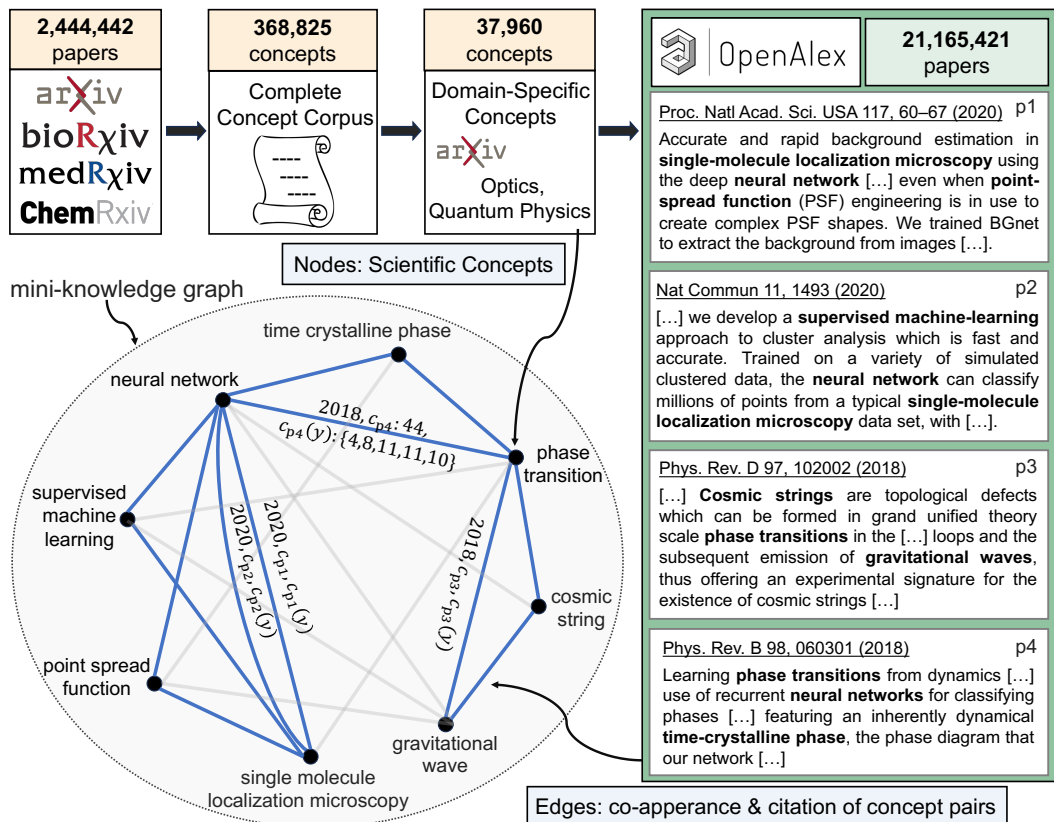 2,444,442
papers
arXiv
bioRχiv
medRχiv
ChemRxiv
368,825
concepts
Complete
Concept Corpus
37,960
concepts
Domain-Specific
Concepts
arXiv
Optics,
Quantum Physics
OpenAlex
21,165,421
papers
Proc. Natl Acad. Sci. USA 117, 60–67 (2020) p1
Accurate and rapid background estimation in
single-molecule localization microscopy using
the deep neural network […] even when point-
spread function (PSF) engineering is in use to
create complex PSF shapes. We trained BGnet
to extract the background from images […].
Nat Commun 11, 1493 (2020) p2
[…] we develop a supervised machine-learning
approach to cluster analysis which is fast and
accurate. Trained on a variety of simulated
clustered data, the neural network can classify
millions of points from a typical single-molecule
localization microscopy data set, with […].
Phys. Rev. D 97, 102002 (2018) p3
[…] Cosmic strings are topological defects
which can be formed in grand unified theory
scale phase transitions in the […] loops and the
subsequent emission of gravitational waves,
thus offering an experimental signature for the
existence of cosmic strings […]
Phys. Rev. B 98, 060301 (2018) p4
Learning phase transitions from dynamics […]
use of recurrent neural networks for classifying
phases […] featuring an inherently dynamical
time-crystalline phase, the phase diagram that
our network […]
Nodes: Scientific Concepts
mini-knowledge graph
time crystalline phase
neural network
2018, c_p4: 44,
c_p4(y): {4,8,11,11,10}
phase
transition
supervised
machine
learning
2020, c_p1, c_p1(y)
2020, c_p2, c_p2(y)
2018, c_p3, c_p3(y)
cosmic
string
point spread
function
gravitational
wave
single molecule
localization microscopy
Edges: co-apperance & citation of concept pairs